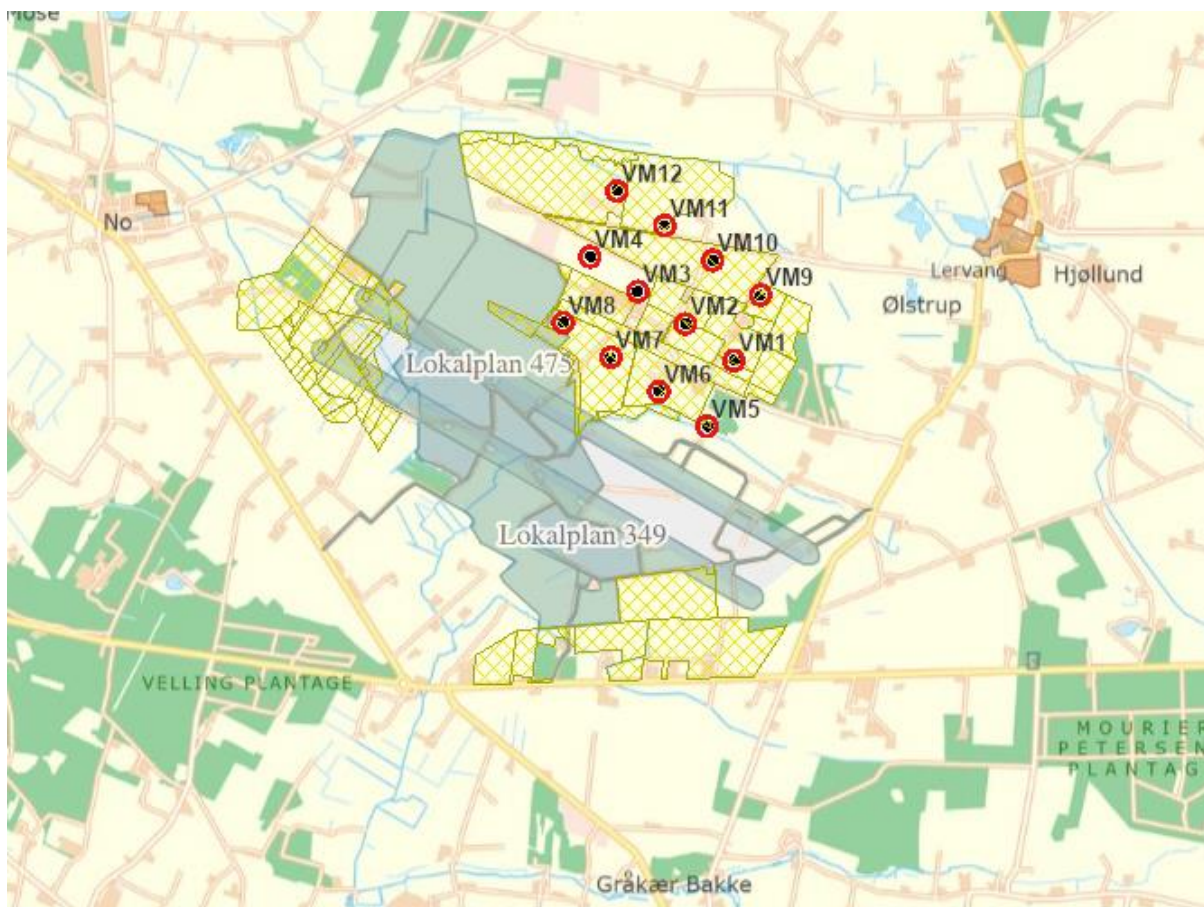 Mose
VM12
VM11
No
VM4
VM10
VM3
VM9
Lervang
Hjøllund
Ølstrup
VM8
VM2
VM7
VM1
Lokalplan 475
VM6
VM5
Lokalplan 349
VELLING PLANTAGE
MOURIER
PETERSEN
PLANTAG
Gråkær Bakke